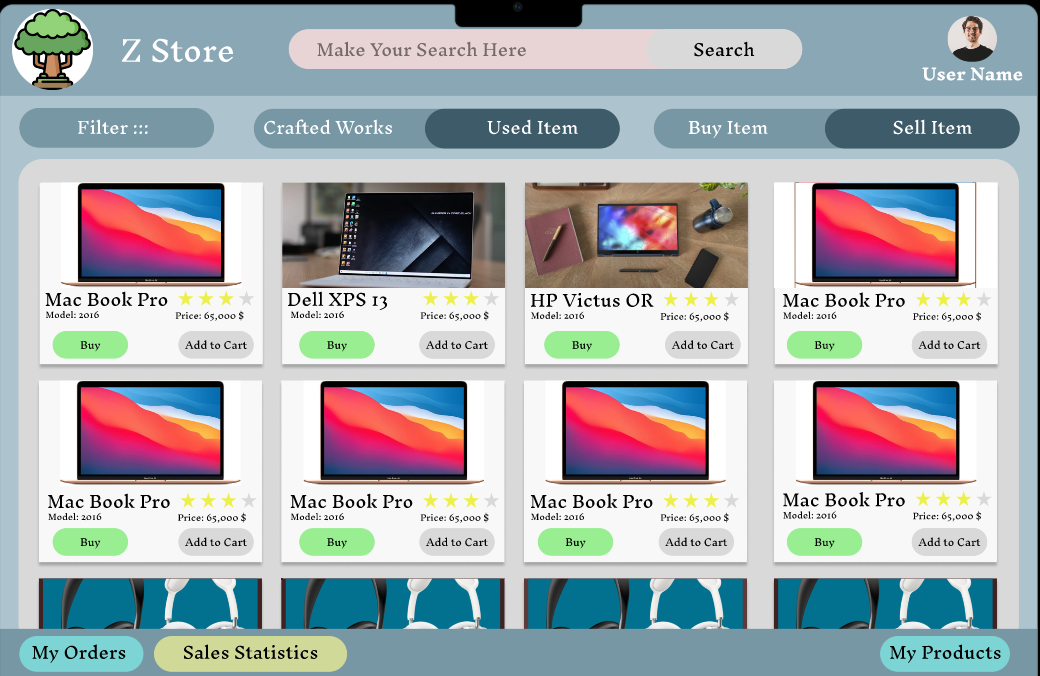 Z Store
Make Your Search Here
Search
User Name
Filter :::
Crafted Works
Used Item
Buy Item
Sell Item
Mac Book Pro
Model: 2016
Price: 65,000 $
Buy
Add to Cart
Dell XPS 13
Model: 2016
Price: 65,000 $
Buy
Add to Cart
HP Victus OR
Model: 2016
Price: 65,000 $
Buy
Add to Cart
Mac Book Pro
Model: 2016
Price: 65,000 $
Buy
Add to Cart
Mac Book Pro
Model: 2016
Price: 65,000 $
Buy
Add to Cart
Mac Book Pro
Model: 2016
Price: 65,000 $
Buy
Add to Cart
Mac Book Pro
Model: 2016
Price: 65,000 $
Buy
Add to Cart
Mac Book Pro
Model: 2016
Price: 65,000 $
Buy
Add to Cart
My Orders
Sales Statistics
My Products